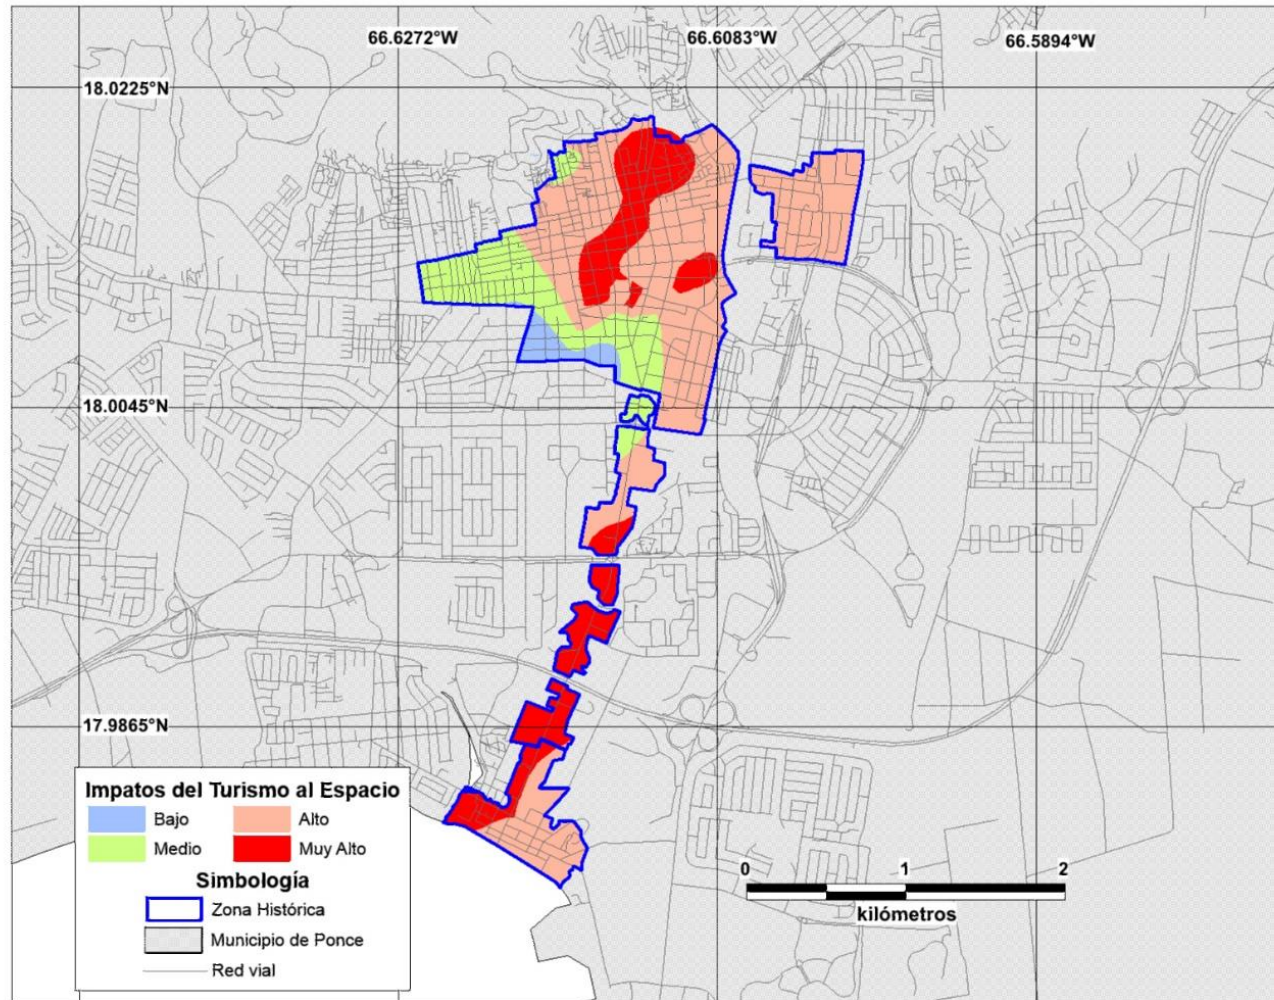 66.6272°W
66.6083°W
66.5894°W
18.0225°N
18.0045°N
17.9865°N
Impatos del Turismo al Espacio
Bajo
Alto
Medio
Muy Alto
Simbología
Zona Histórica
Municipio de Ponce
Red vial
0
1
2
kilómetros